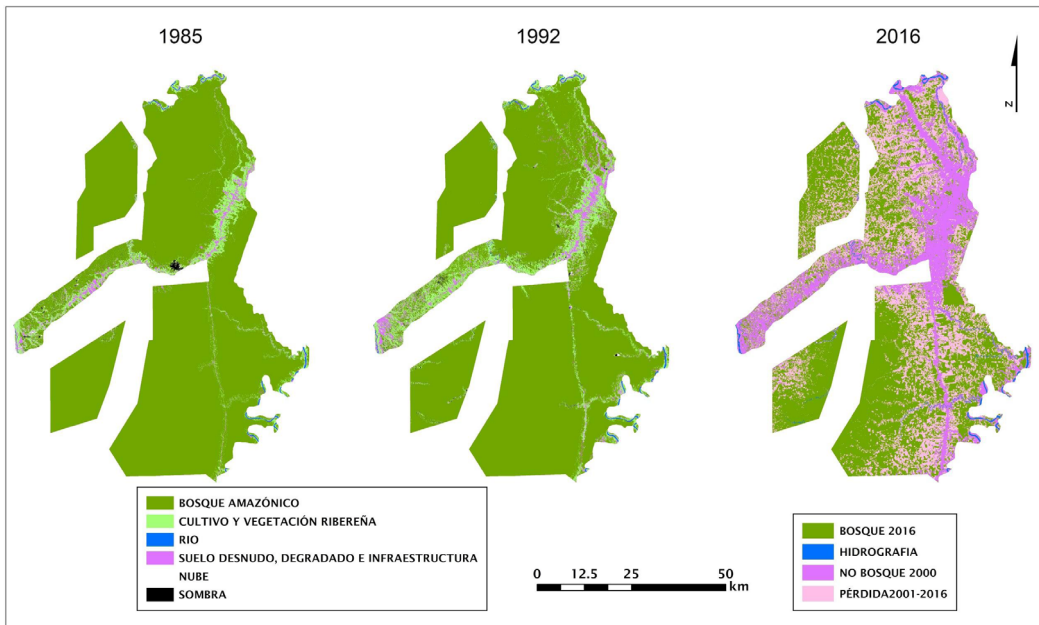 1985
1992
2016
N
BOSQUE AMAZÓNICO
CULTIVO Y VEGETACIÓN RIBEREÑA
RIO
SUELO DESNUDO, DEGRADADO E INFRAESTRUCTURA
NUBE
SOMBRA
0 12.5 25 50
km
BOSQUE 2016
HIDROGRAFIA
NO BOSQUE 2000
PÉRDIDA2001-2016